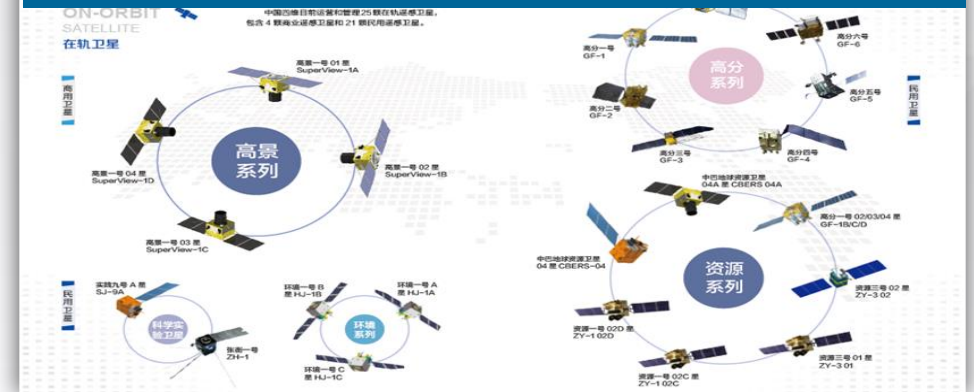 ON-ORBIT
SATELLITE
在轨卫星
中国四维目前运营和管理25颗在轨遥感卫星，
包含 4 颗商业遥感卫星和 21 颗民用遥感卫星。
商用卫星
高景一号 01 星
SuperView-1A
高景一号 04 星
SuperView-1D
高景
系列
高景一号 02 星
SuperView-1B
高景一号 03 星
SuperView-1C
民用卫星
实践九号 A 星
SJ-9A
科学实
验卫星
张衡一号
ZH-1
环境一号 B
星 HJ-1B
环境一号 A
星 HJ-1A
环境
系列
环境一号 C
星 HJ-1C
民用卫星
高分一号
GF-1
高分六号
GF-6
高分
系列
高分二号
GF-2
高分五号
GF-5
高分三号
GF-3
高分四号
GF-4
中巴地球资源卫星
04A 星 CBERS 04A
高分一号 02/03/04 星
GF-1B/C/D
中巴地球资源卫星
04 星 CBERS-04
资源
系列
资源三号 02 星
ZY-3 02
资源一号 02D 星
ZY-1 02D
资源三号 01 星
ZY-3 01
资源一号 02C 星
ZY-1 02C